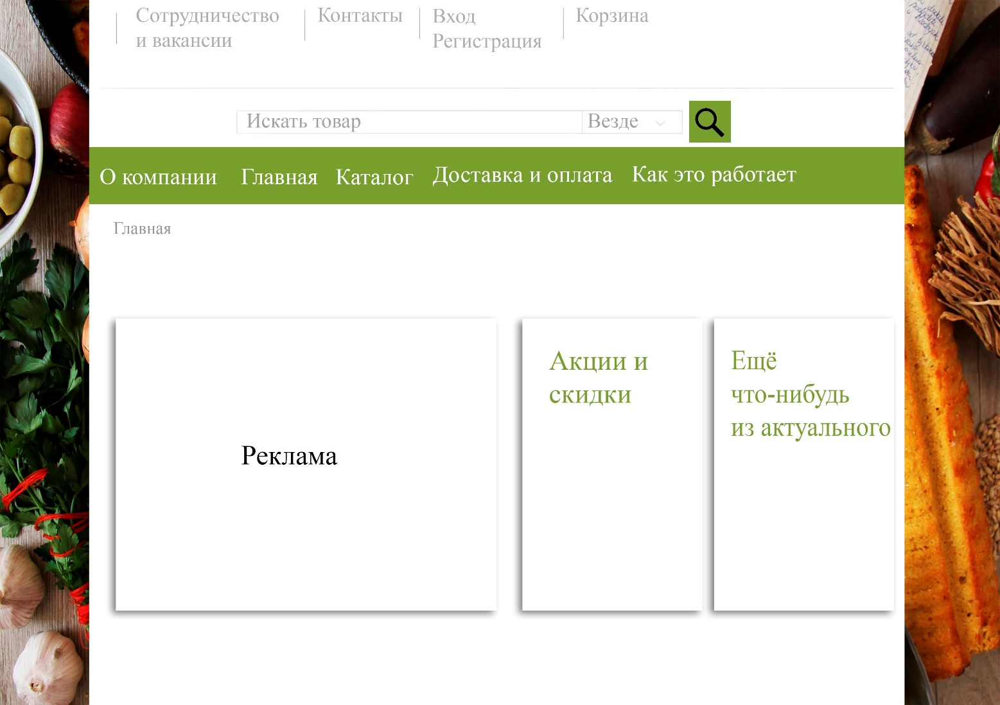 Сотрудничество
и вакансии
Контакты
Вход
Регистрация
Корзина
Искать товар
Везде
О компании
Главная
Каталог
Доставка и оплата
Как это работает
Главная
Реклама
Акции и
скидки
Ещё
что-нибудь
из актуального